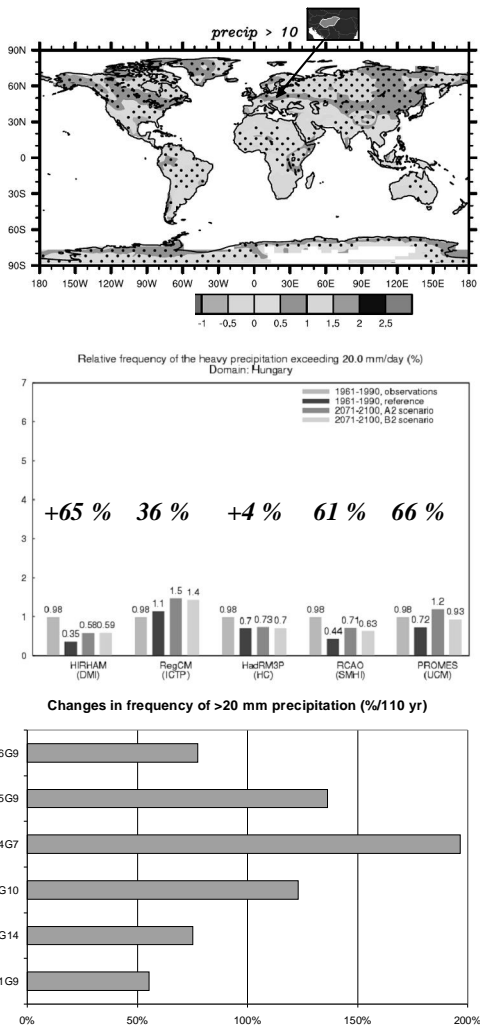 precip > 10
90N
60N
30N
0
30S
60S
90S
180 150W 120W 90W 60W 30W 0 30E 60E 90E 120E 150E 180
-1 -0.5 0 0.5 1 1.5 2 2.5
Relative frequency of the heavy precipitation exceeding 20.0 mm/day (%)
Domain: Hungary
7
6
5
4
3
2
1
0
1961-1990, observations
1961-1990, reference
2071-2100, A2 scenario
2071-2100, B2 scenario
+65 % 36 % +4 % 61 % 66 %
0.98 0.35 0.58 0.59
0.98 1.1 1.5 1.4
0.98 0.7 0.73 0.7
0.98 0.44 0.71 0.63
0.98 0.72 1.2 0.93
HIRHAM RegCM HadRM3P RCAO PROMES
(DMI) (ICTP) (HC) (SMHI) (UCM)
Changes in frequency of >20 mm precipitation (%/110 yr)
6G9
5G9
4G7
G10
G14
1G9
0% 50% 100% 150% 200%